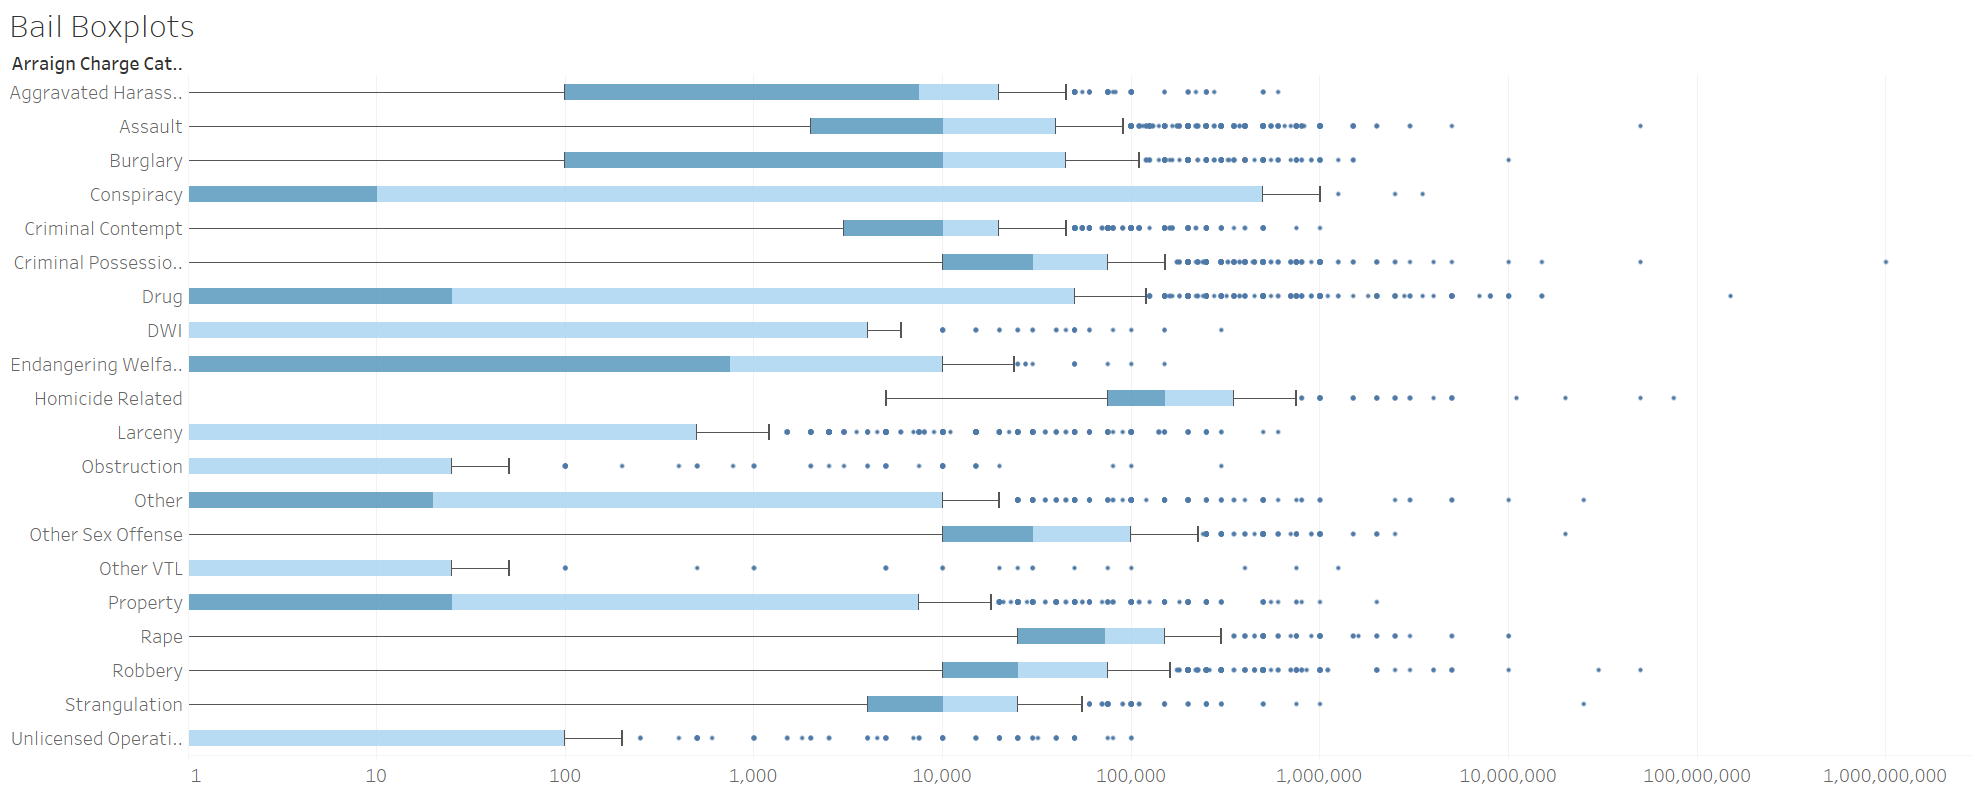 Bail Boxplots
Arraign Charge Cat..
Aggravated Harass..
Assault
Burglary
Conspiracy
Criminal Contempt
Criminal Possessio..
Drug
DWI
Endangering Welfa..
Homicide Related
Larceny
Obstruction
Other
Other Sex Offense
Other VTL
Property
Rape
Robbery
Strangulation
Unlicensed Operati..
1 10 100 1,000 10,000 100,000 1,000,000 10,000,000 100,000,000 1,000,000,000